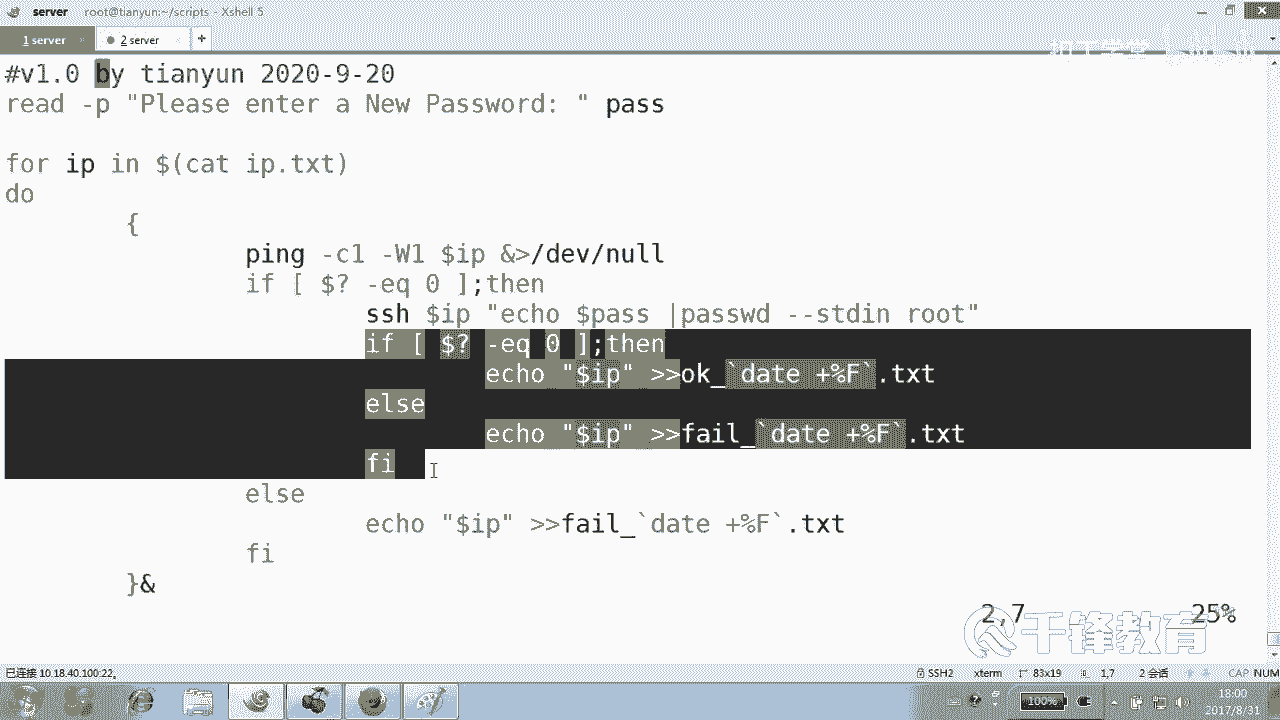 server root@tianyun:~/scripts - Xshell 5
1 server × 2 server × +
#v1.0 by tianyun 2020-9-20
read -p "Please enter a New Password: " pass
for ip in $(cat ip.txt)
do
{
ping -c1 -W1 $ip &>/dev/null
if [ $? -eq 0 ];then
ssh $ip "echo $pass |passwd --stdin root"
if [ $? -eq 0 ];then
echo "$ip" >>ok_`date +%F`.txt
else
echo "$ip" >>fail_`date +%F`.txt
fi
else
echo "$ip" >>fail_`date +%F`.txt
fi
}&
2,7 25%
千锋教育
已连接 10.18.40.100:22。 SSH2 xterm 83x19 1,7 2 会话 CAP NUM
100% 18:00
2017/8/31